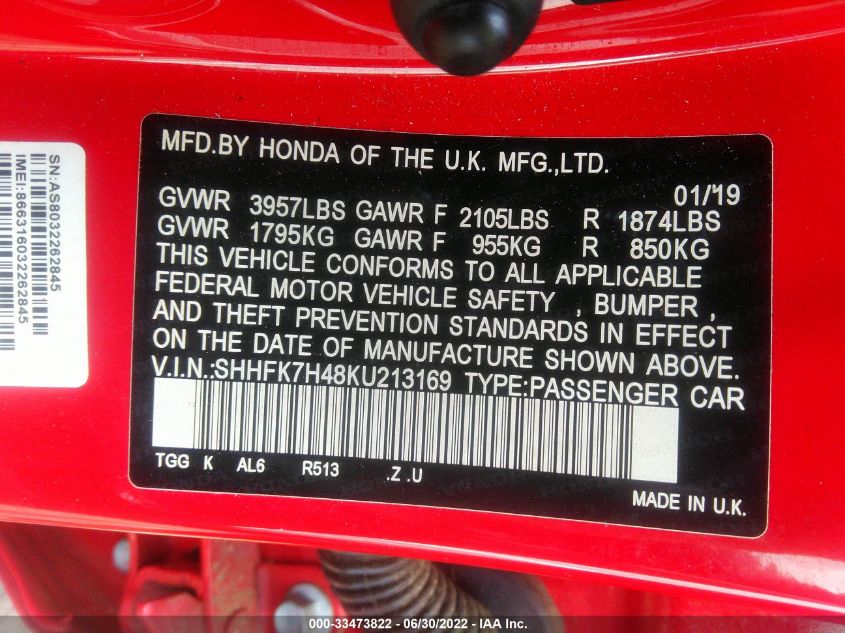 SN:AS8032262845
IMEI:866316032262845
MFD.BY HONDA OF THE U.K. MFG.,LTD.
01/'19
GVWR 3957LBS GAWR F 2105LBS R 1874LBS
GVWR 1795KG GAWR F 955KG R 850KG
THIS VEHICLE CONFORMS TO ALL APPLICABLE
FEDERAL MOTOR VEHICLE SAFETY , BUMPER ,
AND THEFT PREVENTION STANDARDS IN EFFECT
ON THE DATE OF MANUFACTURE SHOWN ABOVE.
V.I.N.:SHHFK7H48KU213169 TYPE:PASSENGER CAR
TGG K AL6 R513 .Z .U
MADE IN U.K.
000-33473822 - 06/30/2022 - IAA Inc.